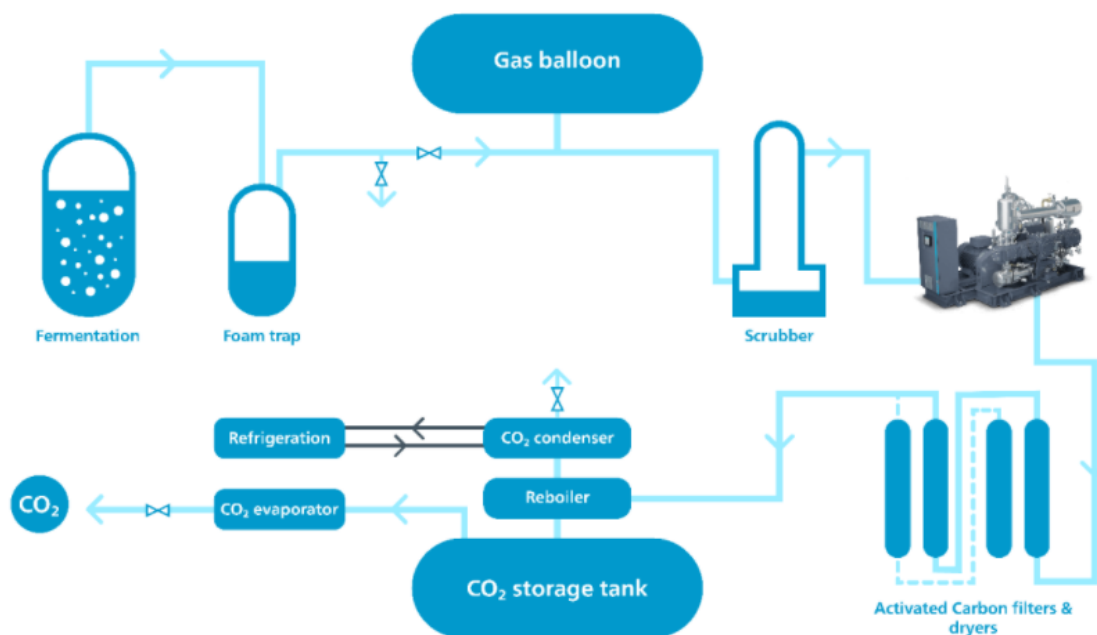 Gas balloon
Fermentation
Foam trap
Scrubber
Refrigeration
CO₂ condenser
Reboiler
CO₂
CO₂ evaporator
CO₂ storage tank
Activated Carbon filters &
dryers